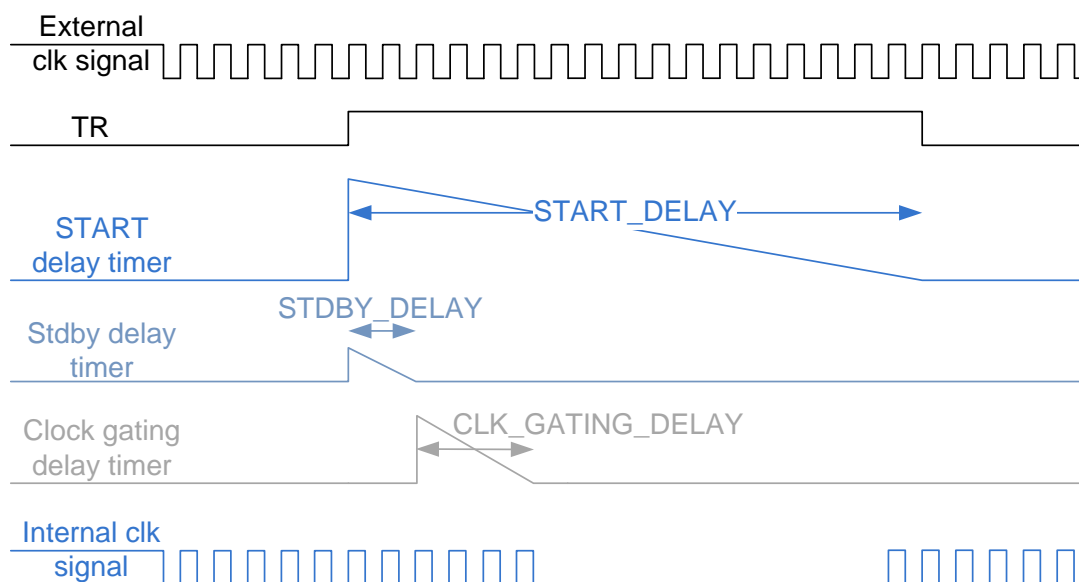 External
clk signal
TR
START
delay timer
START_DELAY
STDBY_DELAY
Stdby delay
timer
Clock gating
delay timer
CLK_GATING_DELAY
Internal clk
signal